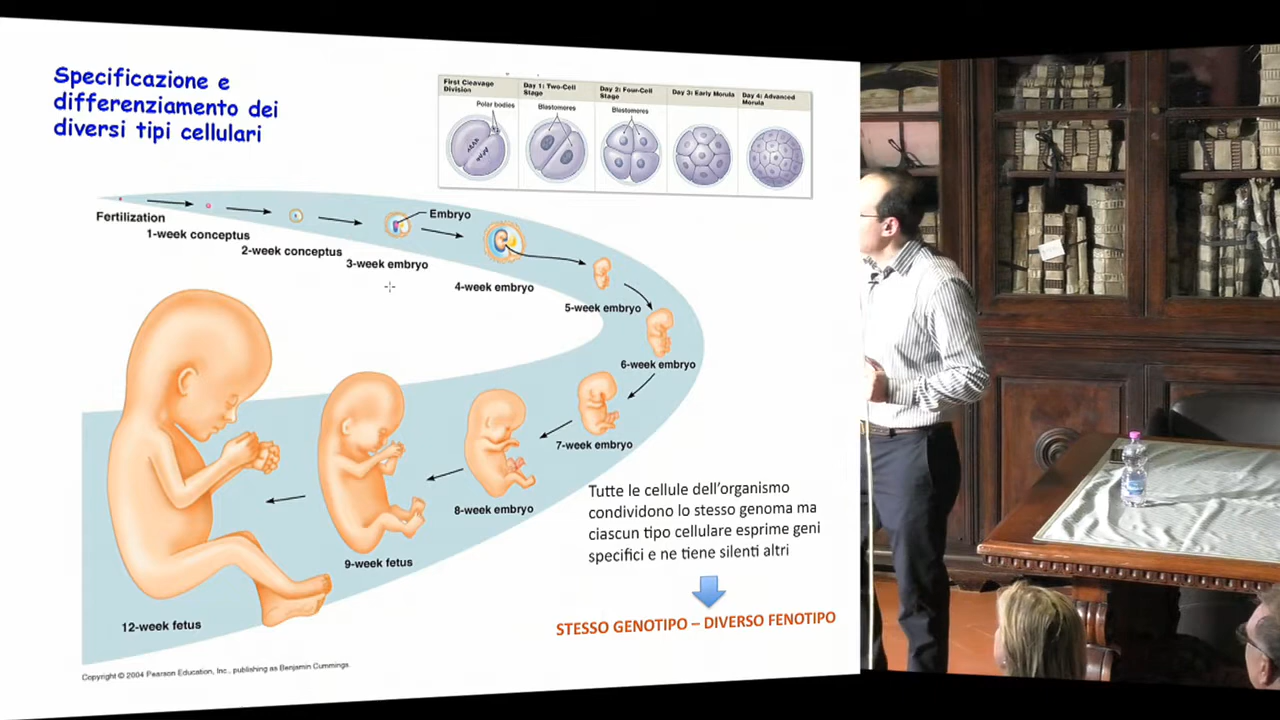 Specificazione e
differenziamento dei
diversi tipi cellulari
First Cleavage
Division
Polar bodies
Day 1: Two-Cell
Stage
Blastomeres
Day 2: Four-Cell
Stage
Blastomeres
Day 3: Early Morula
Day 4: Advanced
Morula
Fertilization
1-week conceptus
2-week conceptus
Embryo
3-week embryo
4-week embryo
5-week embryo
6-week embryo
7-week embryo
8-week embryo
9-week fetus
12-week fetus
Tutte le cellule dell'organismo
condividono lo stesso genoma ma
ciascun tipo cellulare esprime geni
specifici e ne tiene silenti altri
STESSO GENOTIPO – DIVERSO FENOTIPO
Copyright © 2004 Pearson Education, Inc., publishing as Benjamin Cummings.